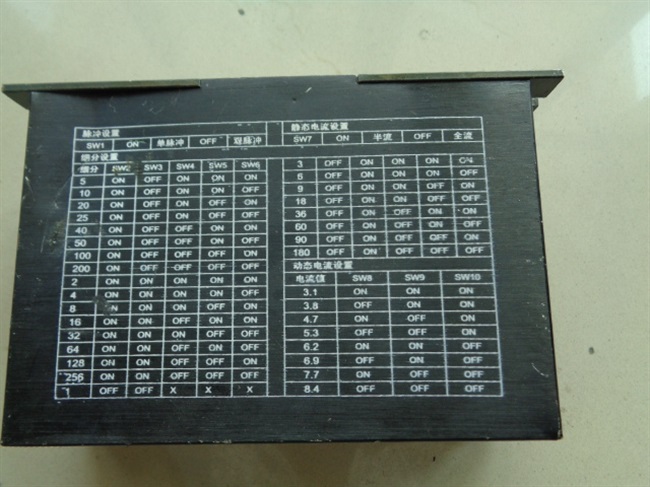 脉冲设置
SW1 ON 单脉冲 OFF 双脉冲
细分设置
细分 SW2 SW3 SW4 SW5 SW6
5 ON OFF ON ON ON
10 ON OFF OFF ON ON
20 ON OFF ON OFF ON
25 ON OFF OFF OFF ON
40 ON OFF ON ON OFF
50 ON OFF OFF ON OFF
100 ON OFF ON OFF OFF
200 ON OFF OFF OFF OFF
2 ON ON ON ON ON
4 ON ON OFF ON ON
8 ON ON ON OFF ON
16 ON ON OFF OFF ON
32 ON ON ON ON OFF
64 ON ON OFF ON OFF
128 ON ON ON OFF OFF
256 ON ON OFF OFF OFF
1 OFF OFF X X X
静态电流设置
SW7 ON 半流 OFF 全流
3 OFF ON ON ON ON
6 OFF ON OFF ON ON
9 OFF ON ON OFF ON
18 OFF ON OFF OFF ON
36 OFF ON ON ON OFF
60 OFF ON OFF ON OFF
90 OFF ON ON OFF OFF
180 OFF ON OFF OFF OFF
动态电流设置
电流值 SW8 SW9 SW10
3.1 ON ON ON
3.8 OFF ON ON
4.7 ON OFF ON
5.3 OFF OFF ON
6.2 ON ON OFF
6.9 OFF ON OFF
7.7 ON OFF OFF
8.4 OFF OFF OFF